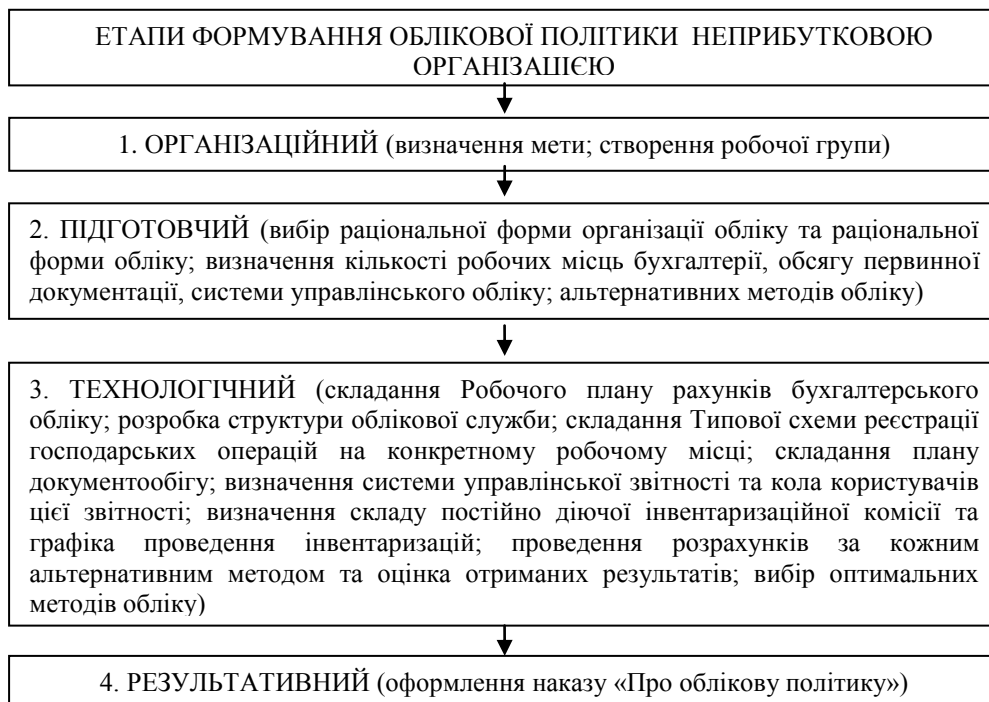 ЕТАПИ ФОРМУВАННЯ ОБЛІКОВОЇ ПОЛІТИКИ НЕПРИБУТКОВОЮ
ОРГАНІЗАЦІЄЮ
1. ОРГАНІЗАЦІЙНИЙ (визначення мети; створення робочої групи)
2. ПІДГОТОВЧИЙ (вибір раціональної форми організації обліку та раціональної
форми обліку; визначення кількості робочих місць бухгалтерії, обсягу первинної
документації, системи управлінського обліку; альтернативних методів обліку)
3. ТЕХНОЛОГІЧНИЙ (складання Робочого плану рахунків бухгалтерського
обліку; розробка структури облікової служби; складання Типової схеми реєстрації
господарських операцій на конкретному робочому місці; складання плану
документообігу; визначення системи управлінської звітності та кола користувачів
цієї звітності; визначення складу постійно діючої інвентаризаційної комісії та
графіка проведення інвентаризацій; проведення розрахунків за кожним
альтернативним методом та оцінка отриманих результатів; вибір оптимальних
методів обліку)
4. РЕЗУЛЬТАТИВНИЙ (оформлення наказу «Про облікову політику»)